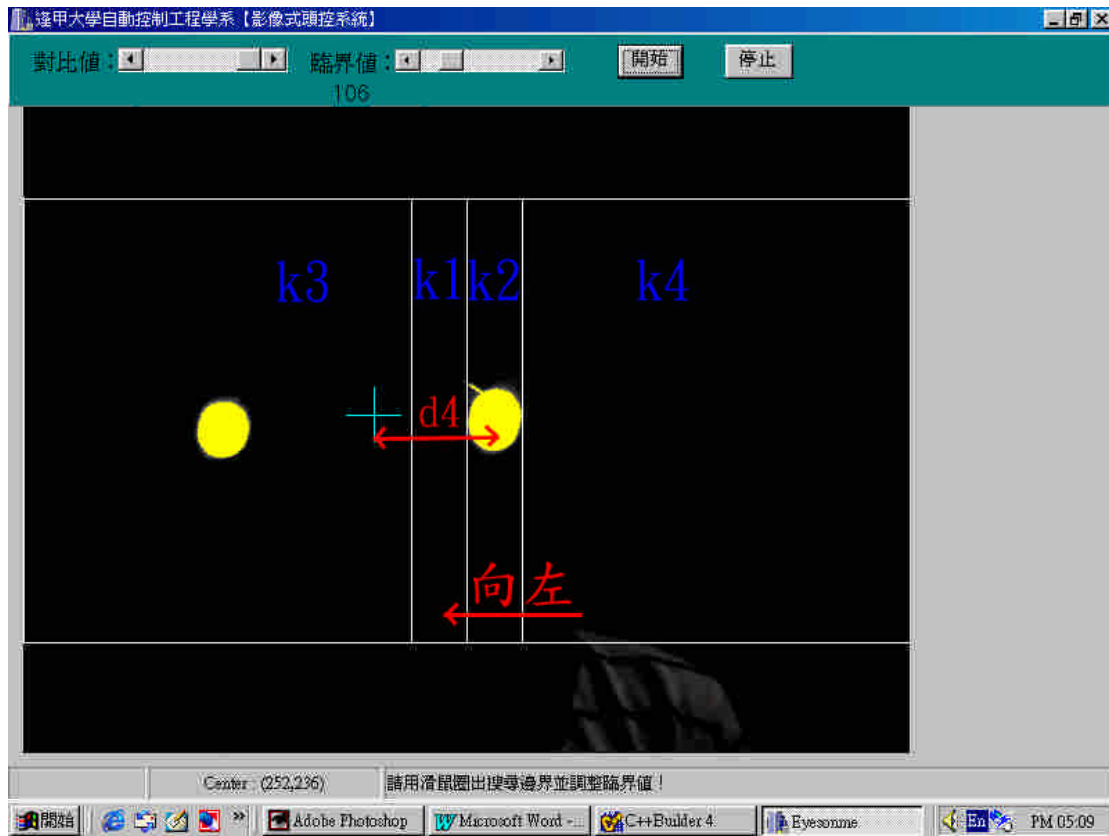 逢甲大學自動控制工程學系【影像式頭控系統】
對比值： 臨界值： 開始 停止
106
k3 k1 k2 k4
d4
向左
Center : (252,236) 請用滑鼠圈出搜尋邊界並調整臨界值！
開始 » Adobe Photoshop Microsoft Word -... C++Builder 4 Eyesonme En PM 05:09